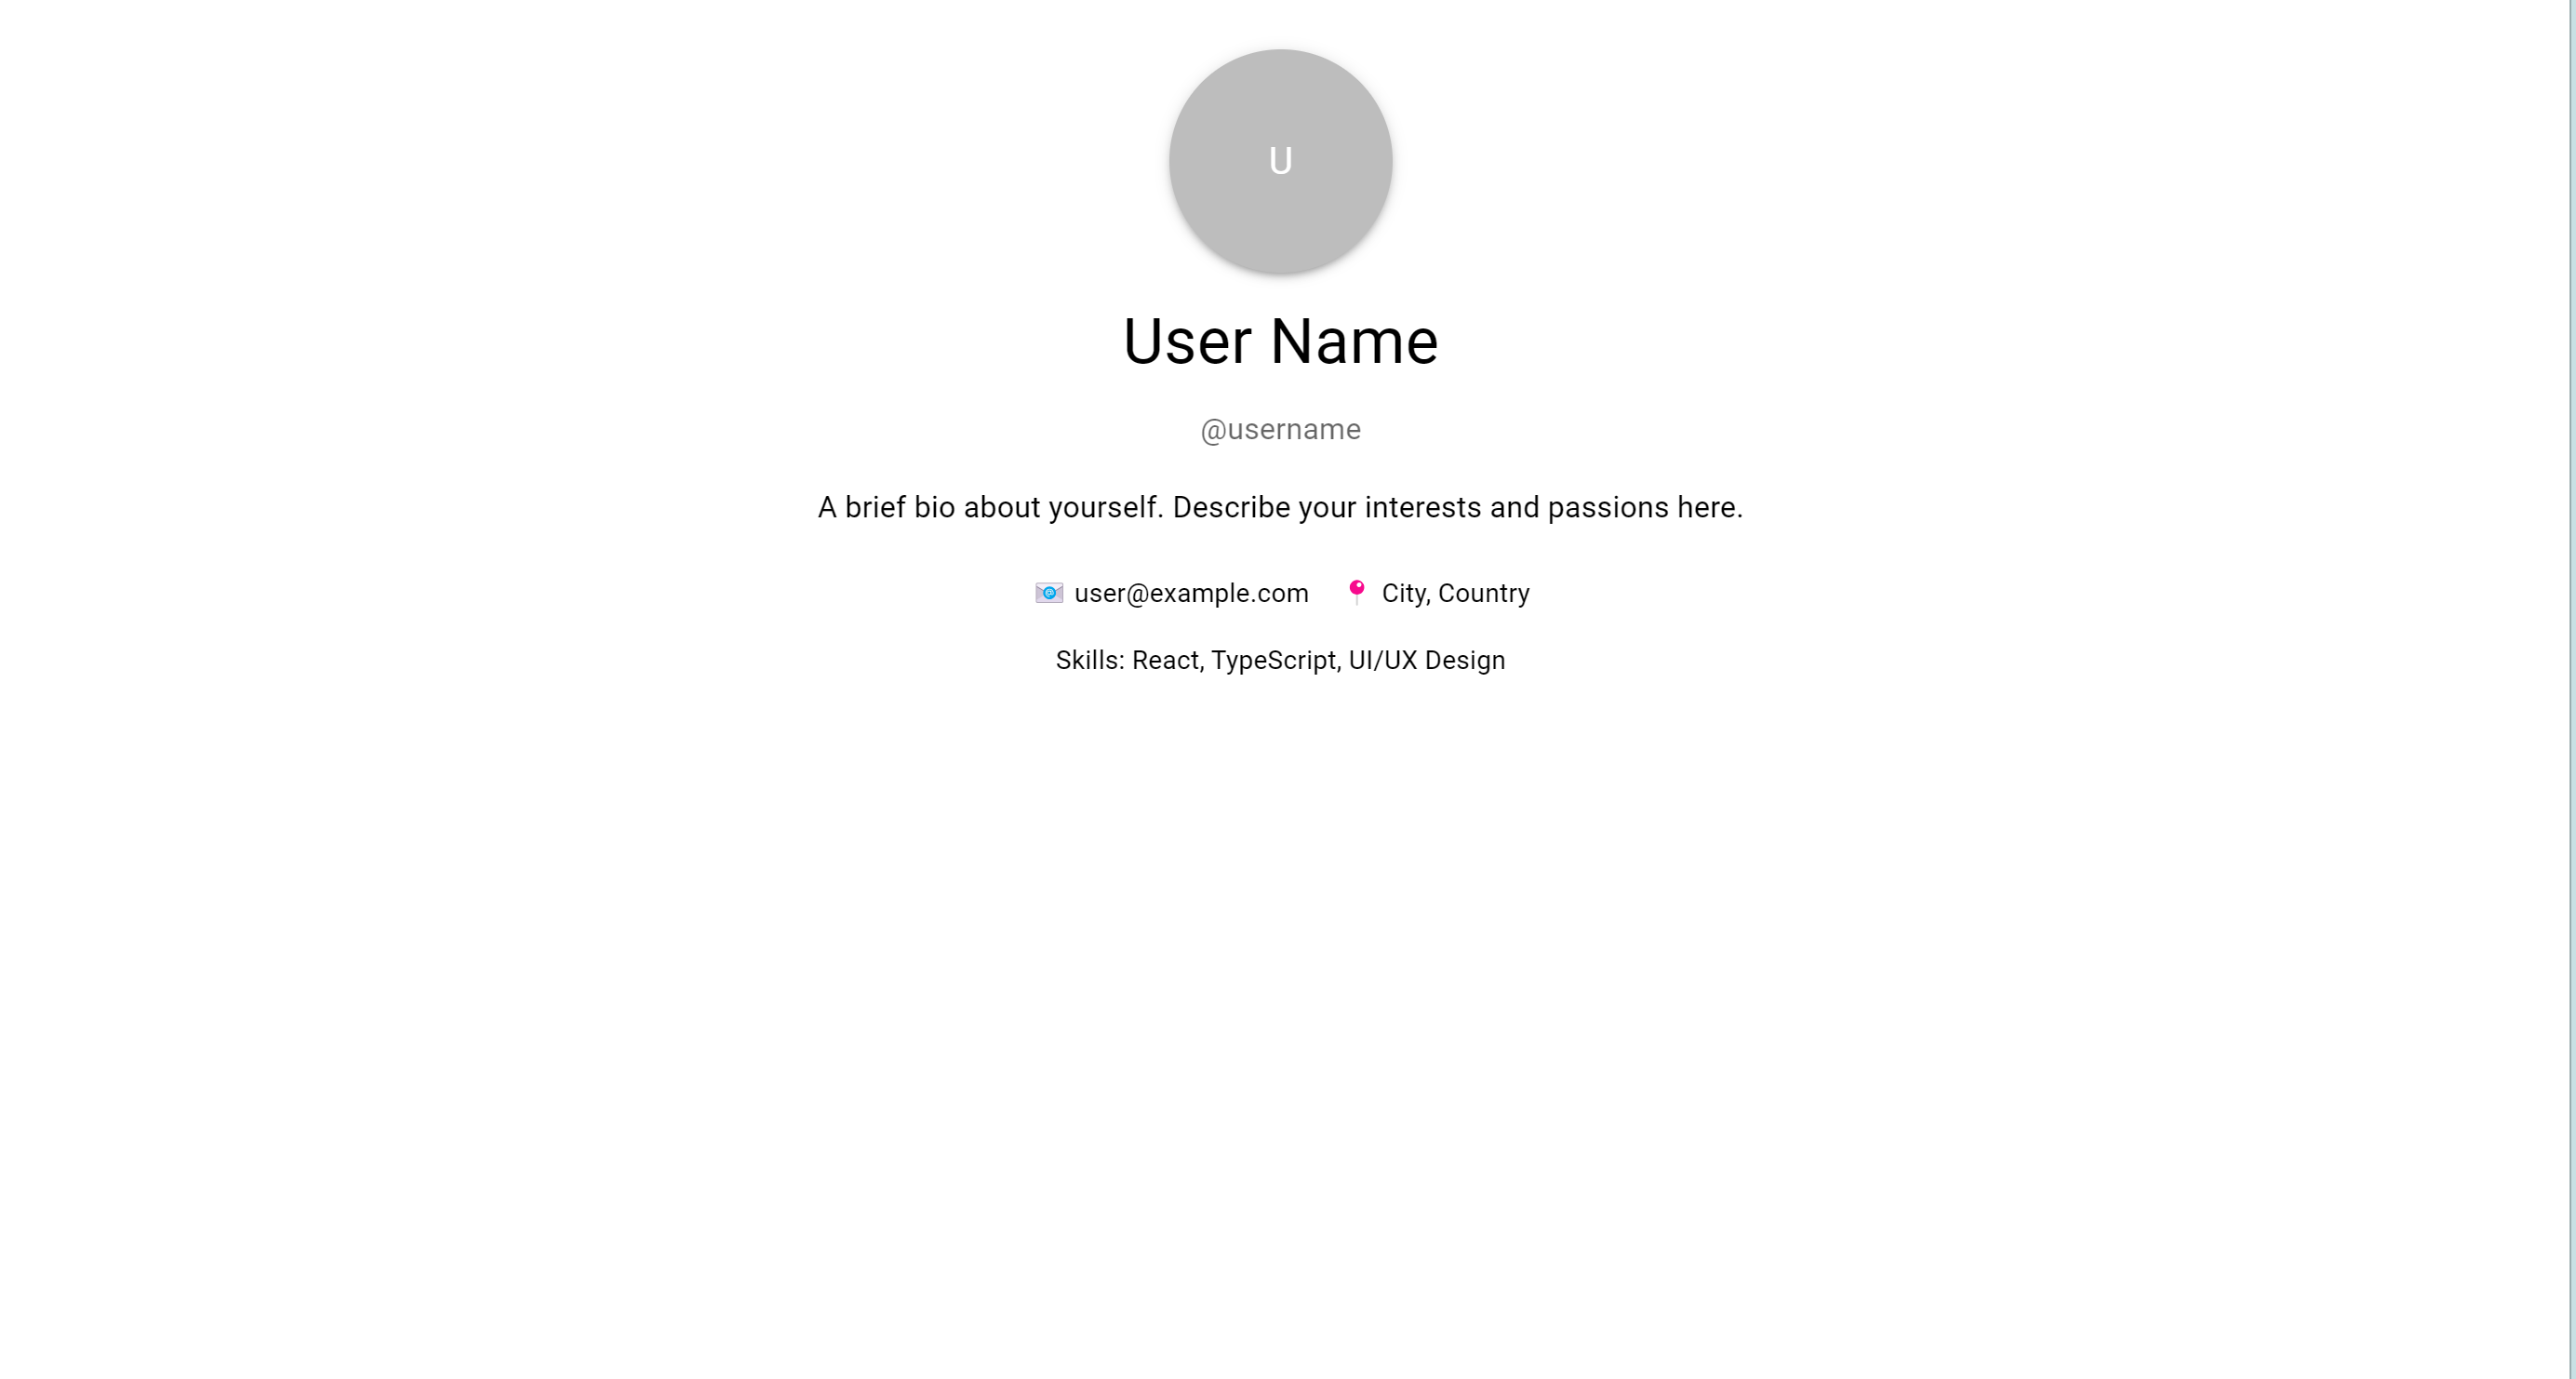 U
User Name
@username
A brief bio about yourself. Describe your interests and passions here.
📧 user@example.com 📍 City, Country
Skills: React, TypeScript, UI/UX Design